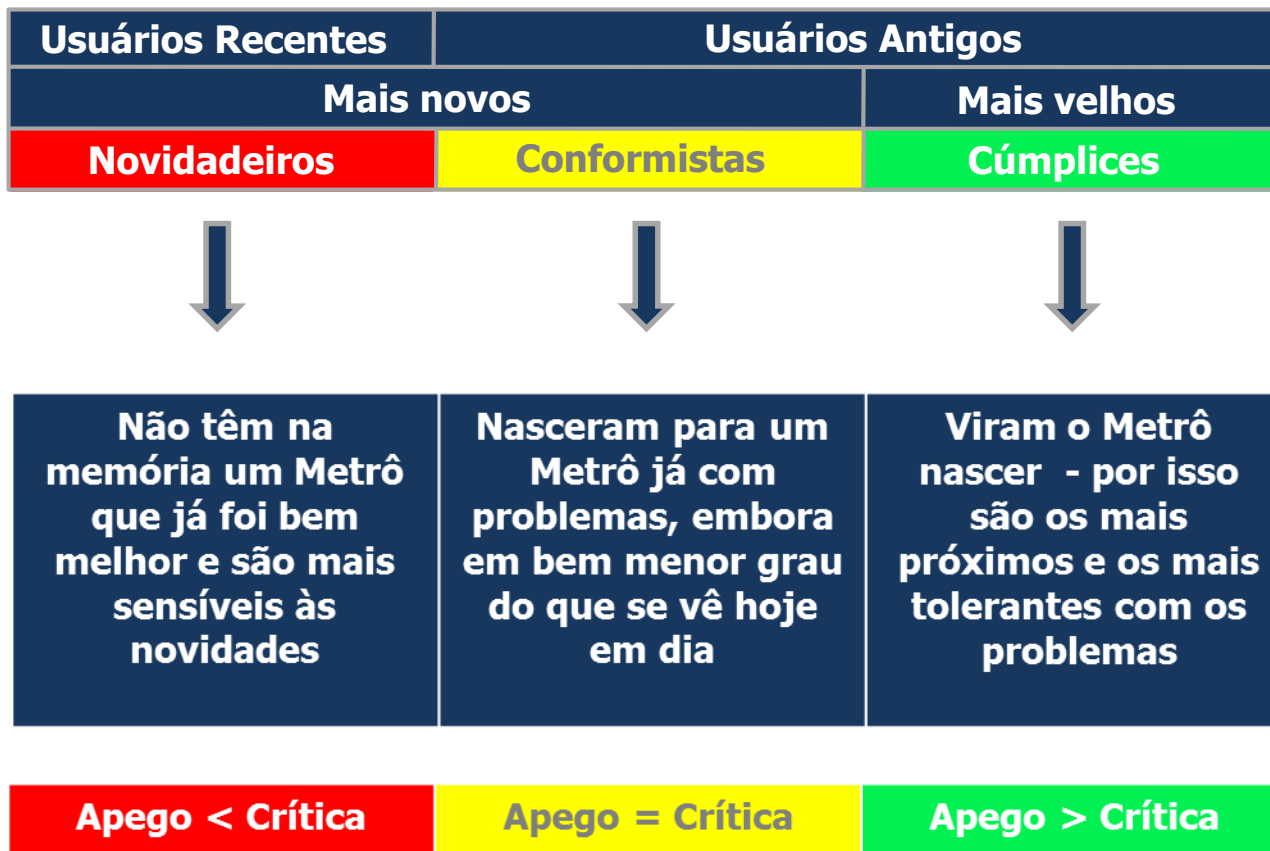 Usuários Recentes
Usuários Antigos
Mais novos
Mais velhos
Novidadeiros
Conformistas
Cúmplices
Não têm na
memória um Metrô
que já foi bem
melhor e são mais
sensíveis às
novidades
Nasceram para um
Metrô já com
problemas, embora
em bem menor grau
do que se vê hoje
em dia
Viram o Metrô
nascer - por isso
são os mais
próximos e os mais
tolerantes com os
problemas
Apego < Crítica
Apego = Crítica
Apego > Crítica